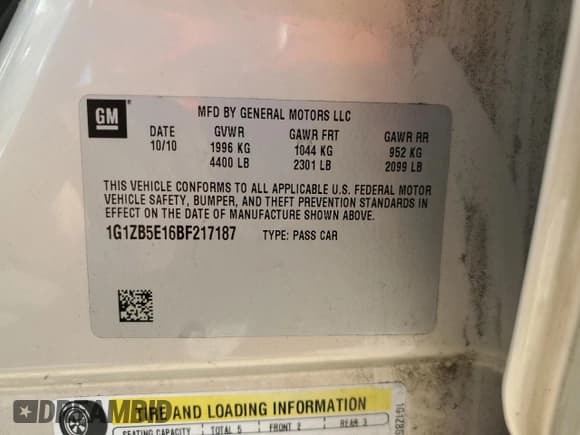 GM
MFD BY GENERAL MOTORS LLC
DATE GVWR GAWR FRT GAWR RR
10/10 1996 KG 1044 KG 952 KG
4400 LB 2301 LB 2099 LB
THIS VEHICLE CONFORMS TO ALL APPLICABLE U.S. FEDERAL MOTOR
VEHICLE SAFETY, BUMPER, AND THEFT PREVENTION STANDARDS IN
EFFECT ON THE DATE OF MANUFACTURE SHOWN ABOVE.
1G1ZB5E16BF217187 TYPE: PASS CAR
TIRE AND LOADING INFORMATION
SEATING CAPACITY TOTAL 5 FRONT 2 REAR 3
1G1ZB5
DREAMBID